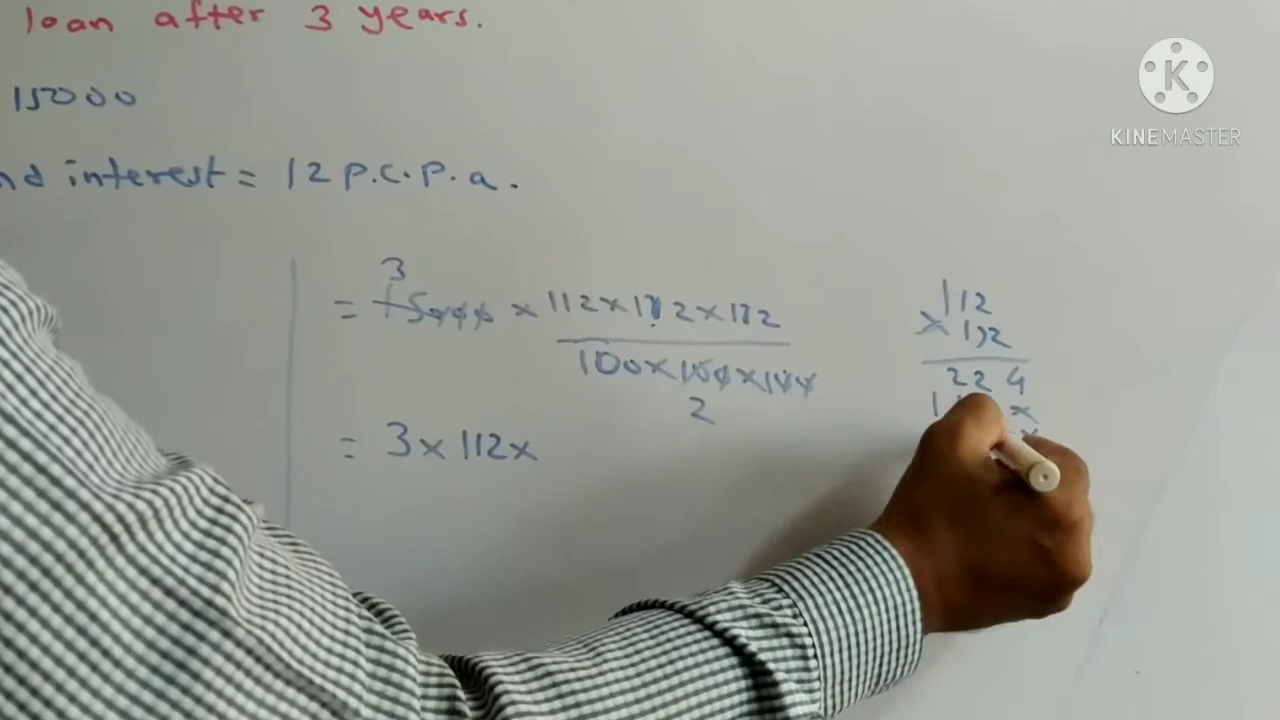 loan after 3 years.
15000
nd interest = 12 p.c.p.a.
3
= 15000 × 112×112×112
100×100×100
2
= 3×112×
112
× 112
224
×
×
KINEMASTER